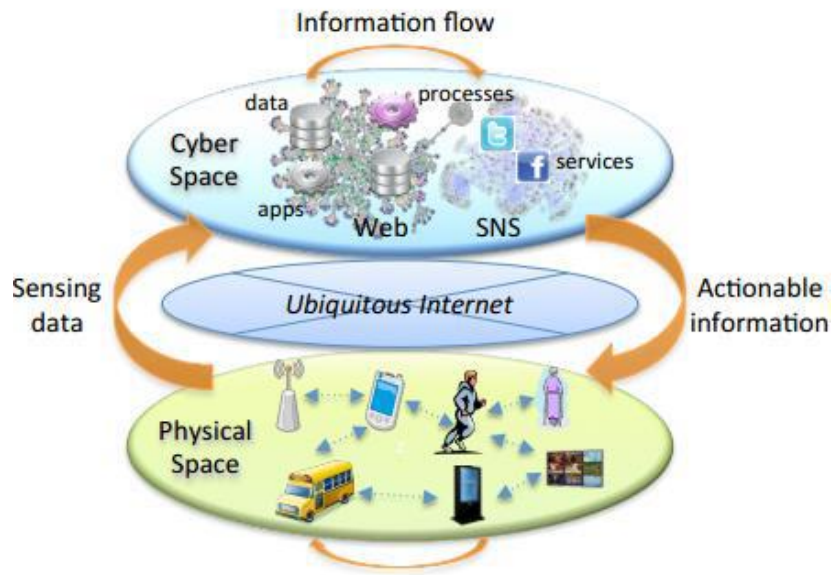 Information flow
data
processes
Cyber
Space
services
apps
Web
SNS
Sensing
data
Ubiquitous Internet
Actionable
information
Physical
Space